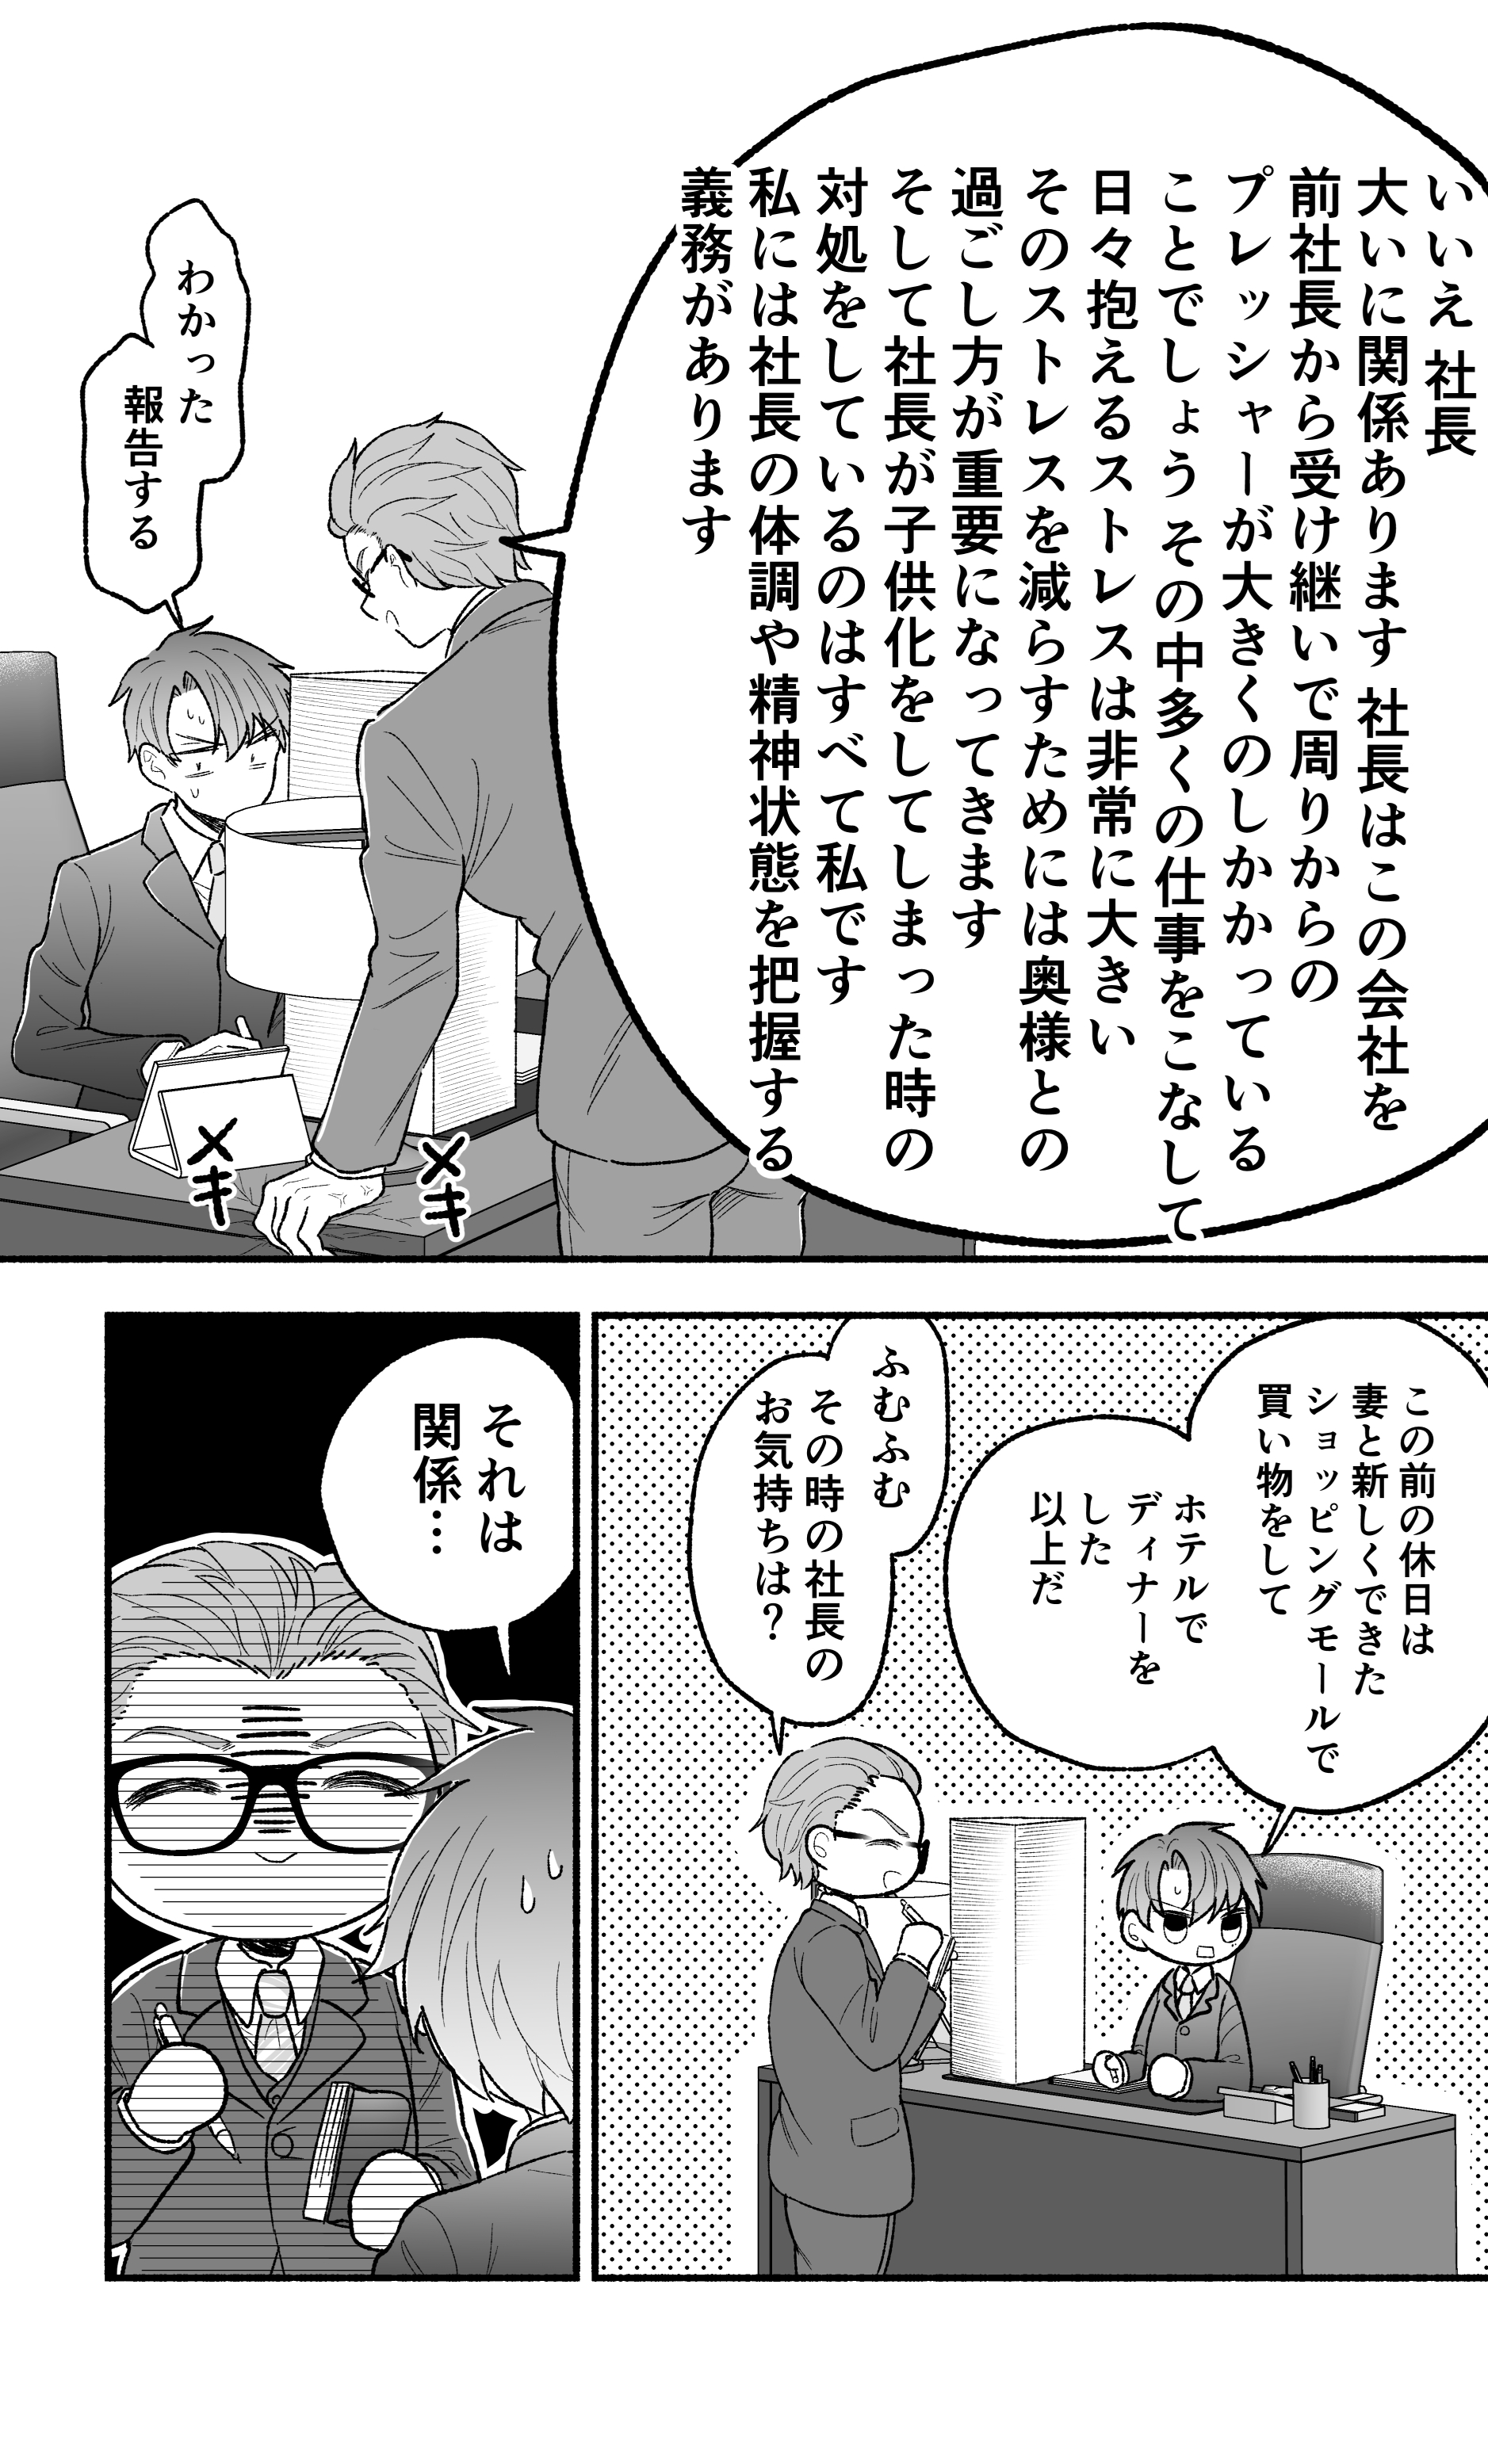 いいえ 社長
大いに関係あります 社長はこの会社を
前社長から受け継いで周りからの
プレッシャーが大きくのしかかっている
ことでしょう その中多くの仕事をこなして
日々抱えるストレスは非常に大きい
そのストレスを減らすためには奥様との
過ごし方が重要になってきます
そして社長が子供化をしてしまった時の
対処をしているのはすべて私です
私には社長の体調や精神状態を把握する
義務があります
わかった
報告する
メキ
メキ
この前の休日は
妻と新しくできた
ショッピングモールで
買い物をして
ホテルで
ディナーを
した
以上だ
ふむふむ
その時の社長の
お気持ちは?
それは
関係…